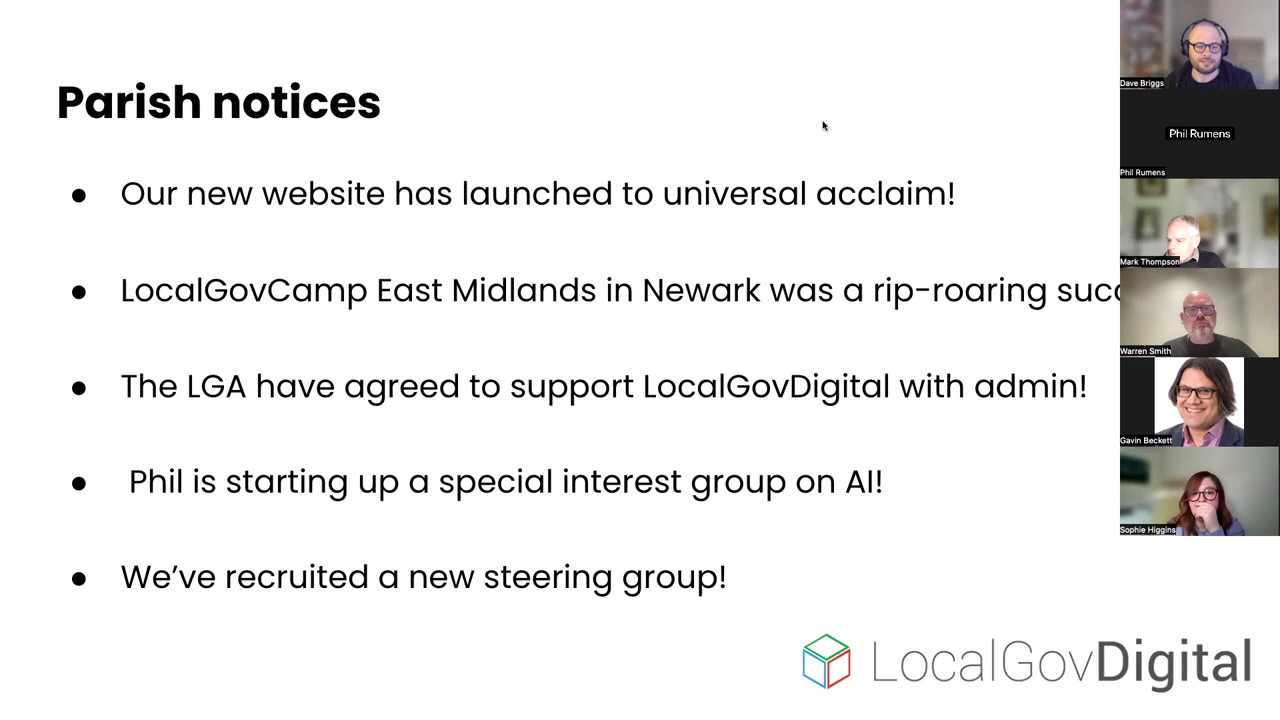 Parish notices
● Our new website has launched to universal acclaim!
● LocalGovCamp East Midlands in Newark was a rip-roaring
● The LGA have agreed to support LocalGovDigital with admin!
● Phil is starting up a special interest group on AI!
● We’ve recruited a new steering group!
LocalGovDigital
Dave Briggs
Phil Rumens
Phil Rumens
Mark Thompson
Warren Smith
Gavin Beckett
Sophie Higgins